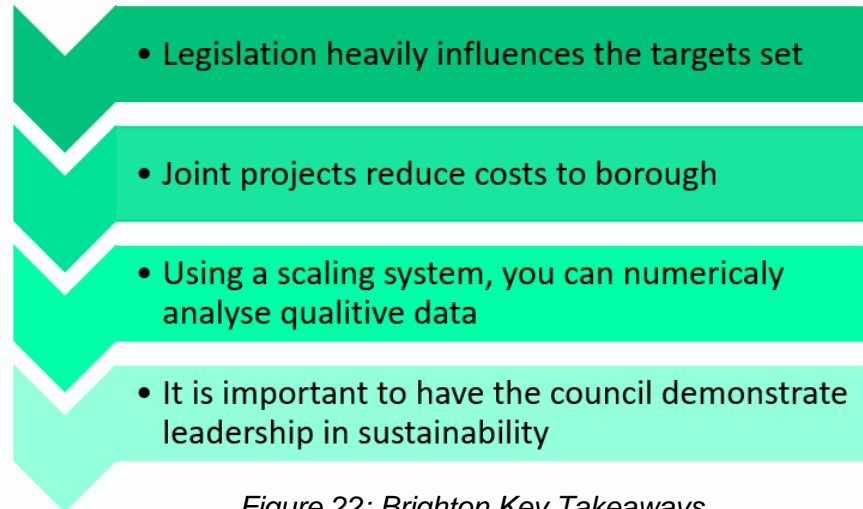 • Legislation heavily influences the targets set
• Joint projects reduce costs to borough
• Using a scaling system, you can numericaly
analyse qualitive data
• It is important to have the council demonstrate
leadership in sustainability
Figure 22: Brighton Key Takeaways